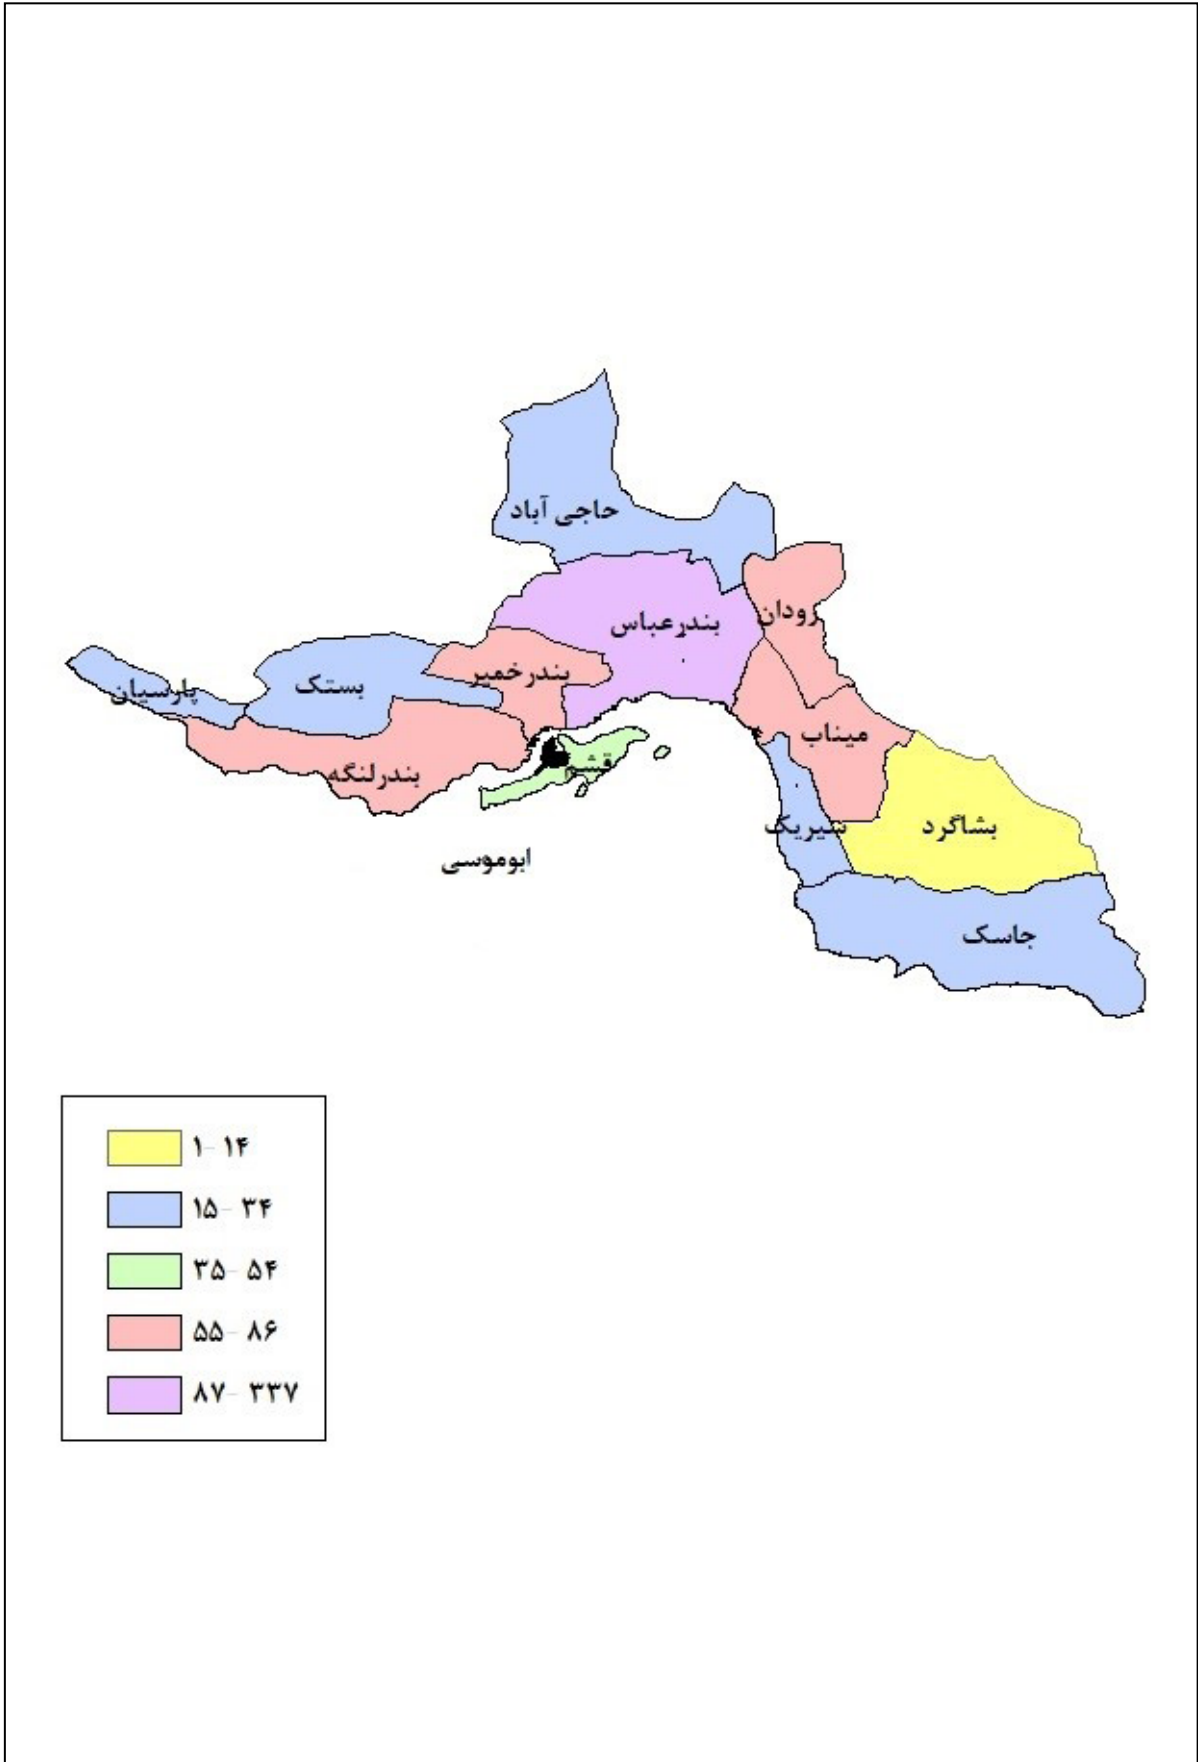 حاجی آباد
بندرعباس
رودان
بندرخمیر
بستک
پارسیان
میناب
بندرلنگه
قشم
شیریک
بشاگرد
ابوموسی
جاسک
۱- ۱۴
۱۵- ۳۴
۳۵- ۵۴
۵۵- ۸۶
۸۷- ۳۳۷